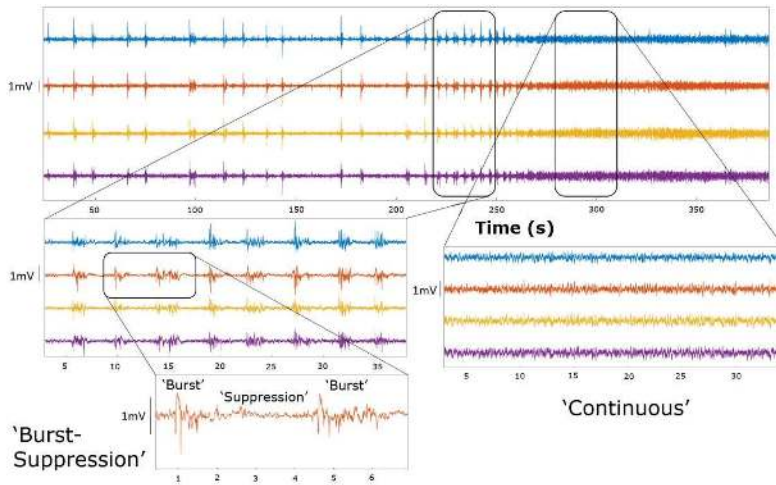 1mV
50 100 150 200 250 300 350
Time (s)
1mV
5 10 15 20 25 30 35
1mV
5 10 15 20 25 30
'Burst' 'Suppression' 'Burst'
1mV
1 2 3 4 5 6
'Burst-
Suppression'
'Continuous'